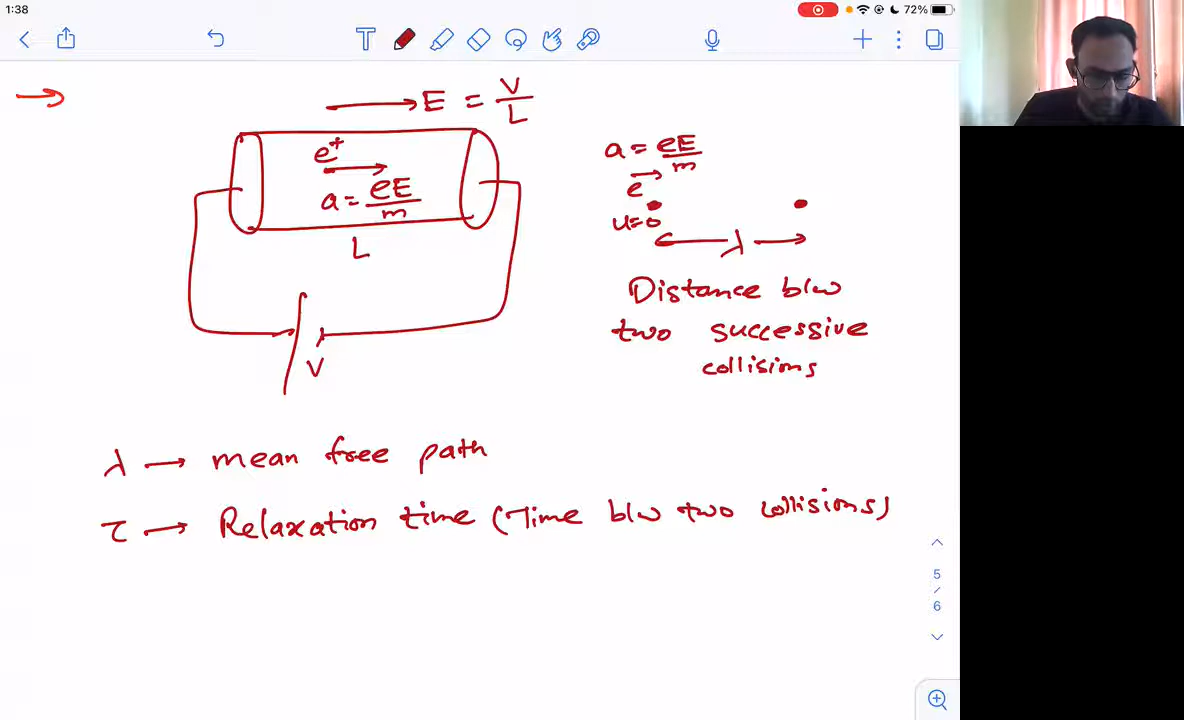 1:38
72%
T
E = V/L
e+
a = eE/m
L
V
a = eE/m
e
u=0
λ
Distance b/w
two successive
collisions
λ → mean free path
τ → Relaxation time (Time b/w two collisions)
5
/
6